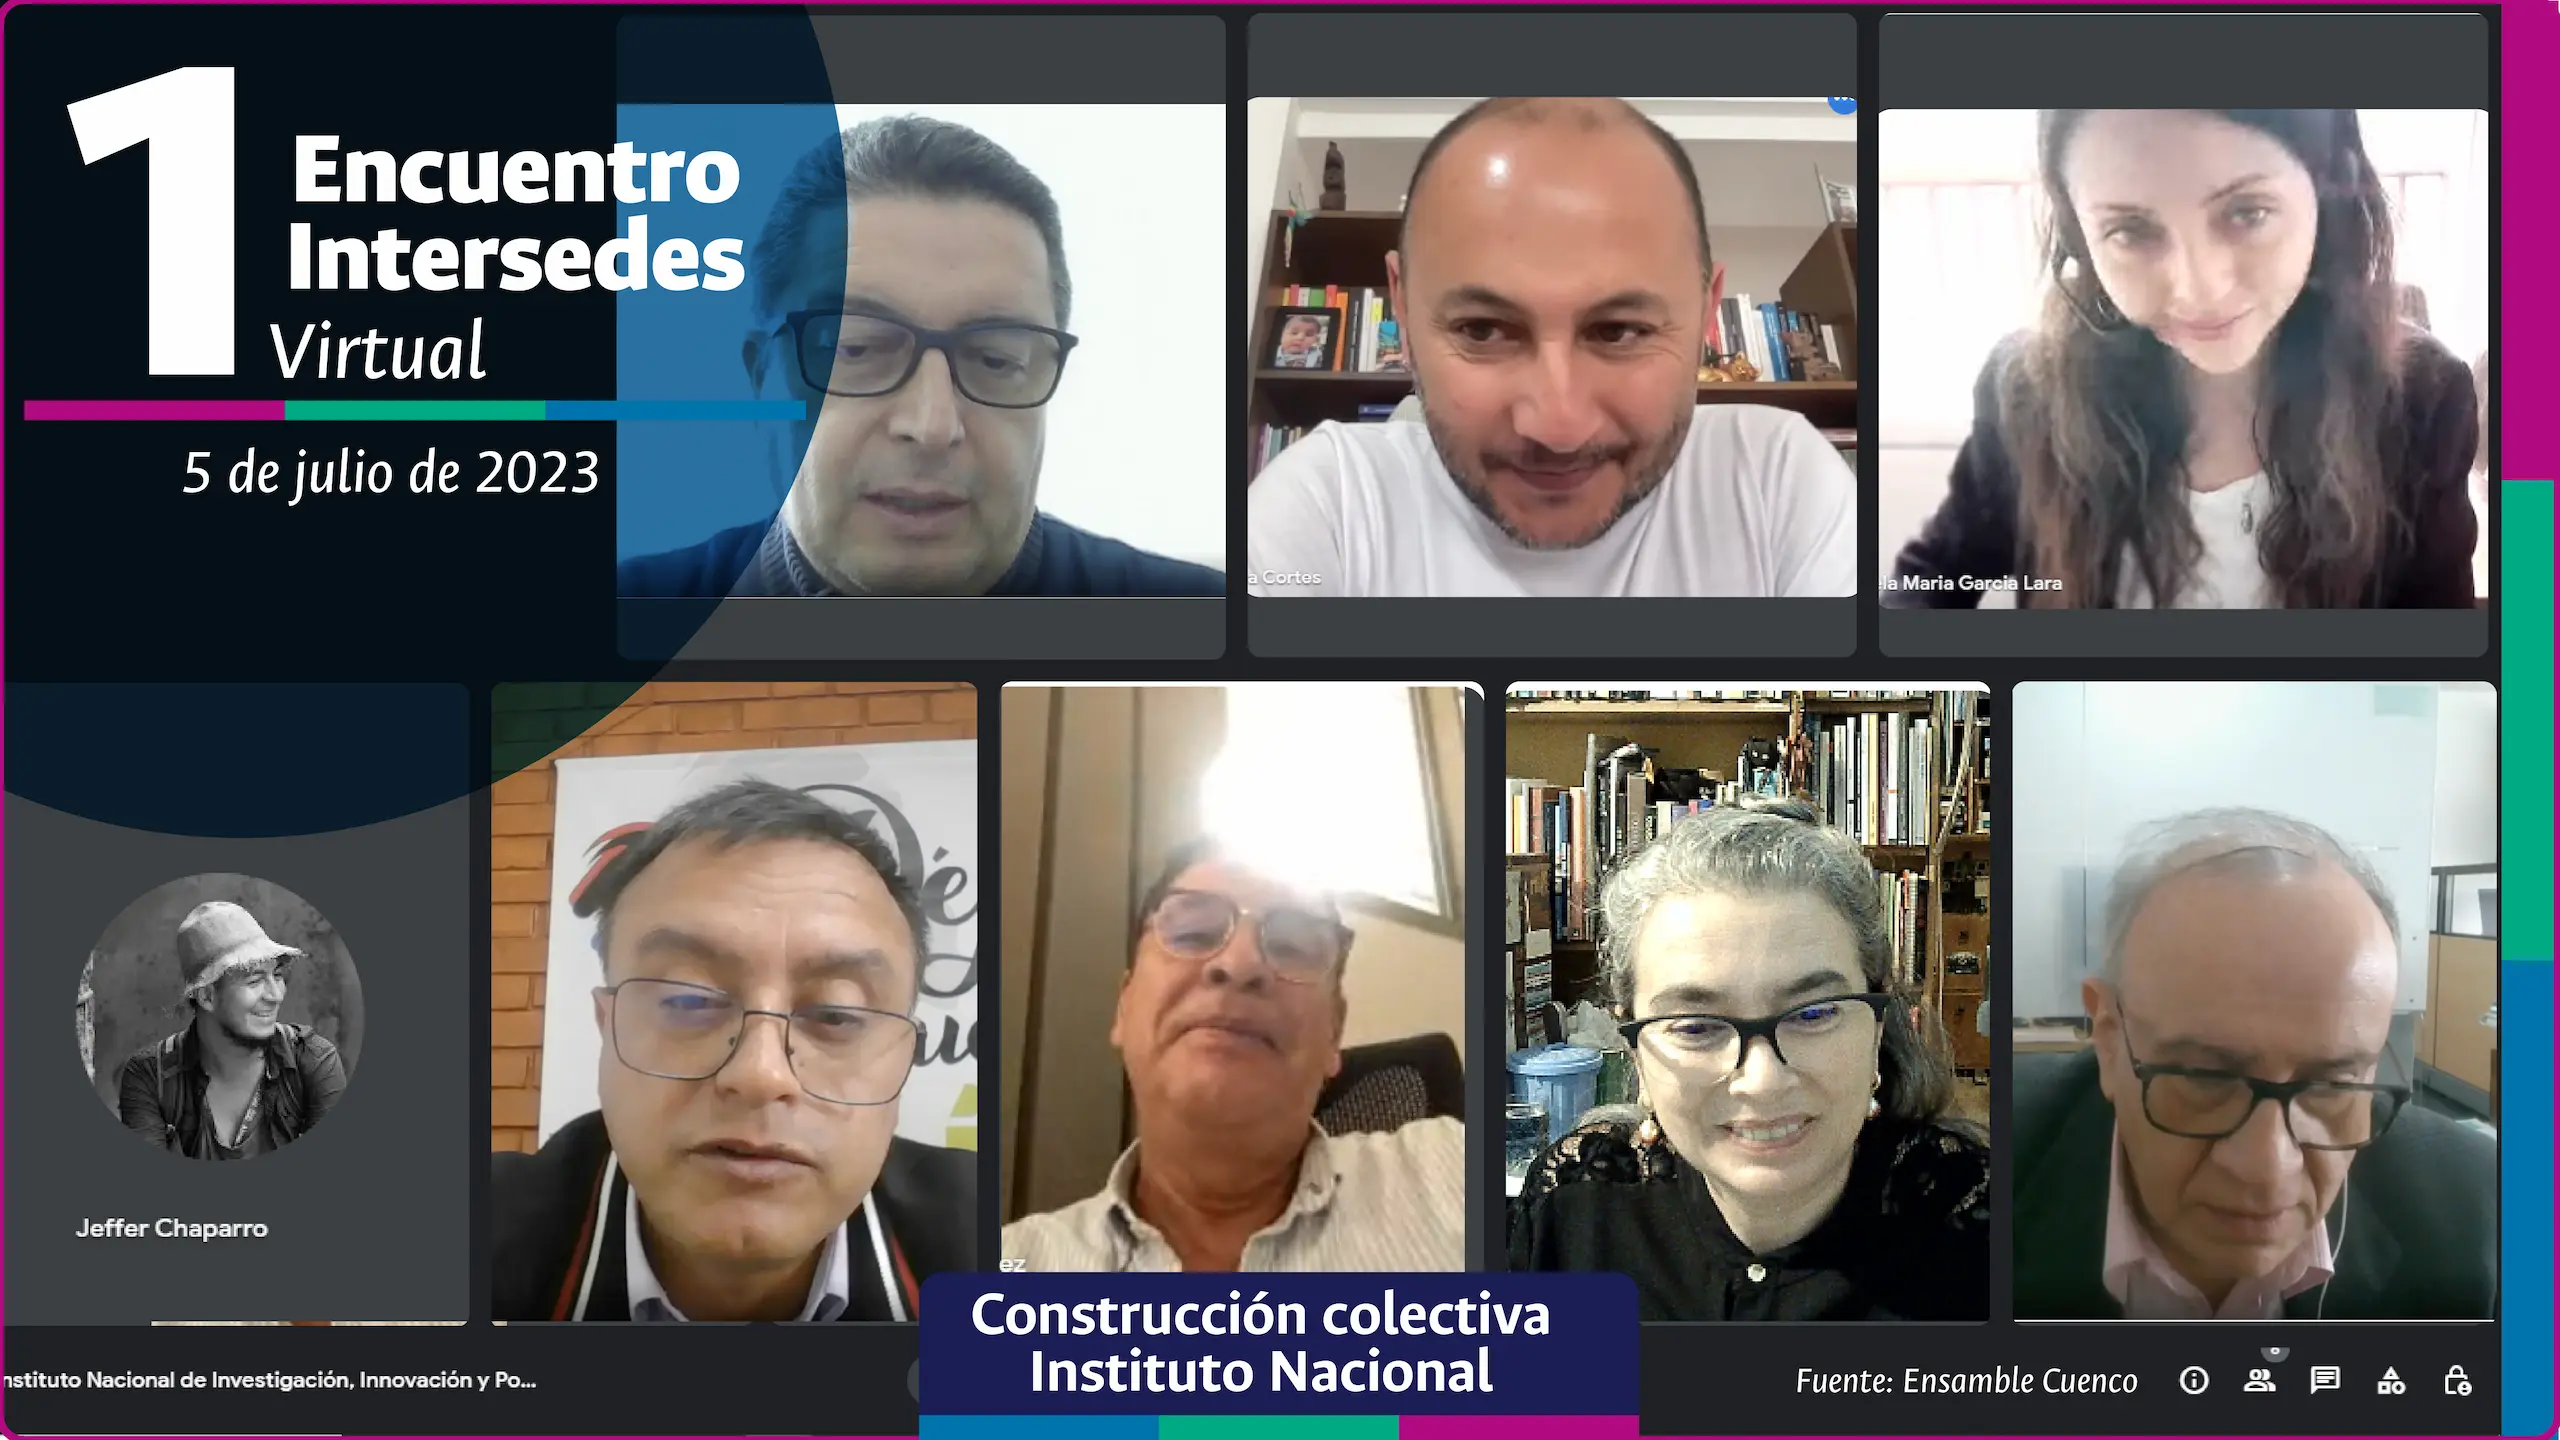 1
Encuentro
Intersedes
Virtual
5 de julio de 2023
a Cortes
la Maria Garcia Lara
Jeffer Chaparro
ez
Construcción colectiva
Instituto Nacional
nstituto Nacional de Investigación, Innovación y Po...
Fuente: Ensamble Cuenco
8